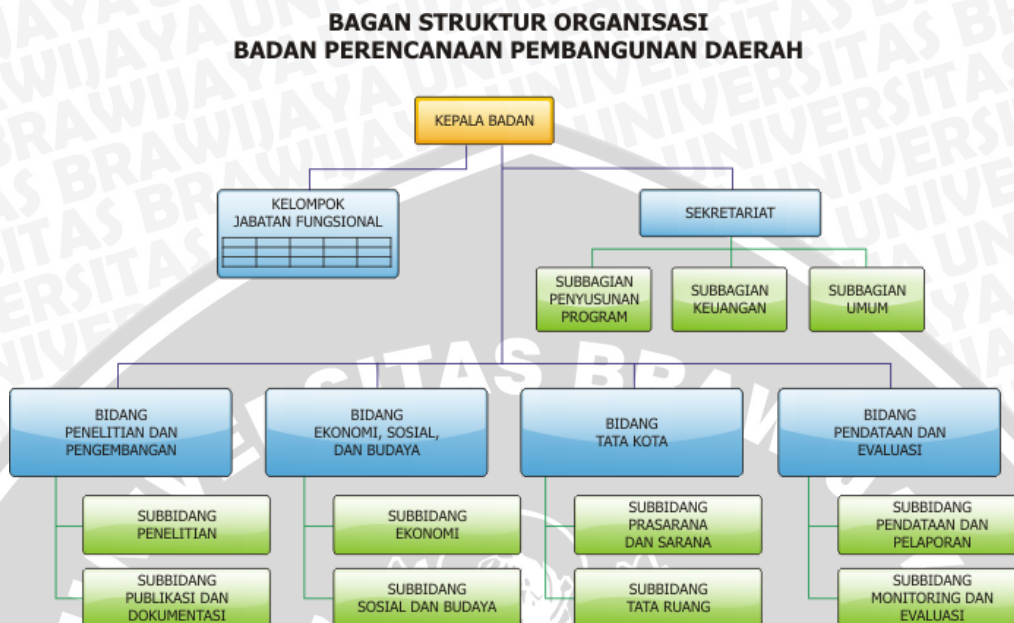 BAGAN STRUKTUR ORGANISASI
BADAN PERENCANAAN PEMBANGUNAN DAERAH
KEPALA BADAN
KELOMPOK
JABATAN FUNGSIONAL
SEKRETARIAT
SUBBAGIAN
PENYUSUNAN
PROGRAM
SUBBAGIAN
KEUANGAN
SUBBAGIAN
UMUM
BIDANG
PENELITIAN DAN
PENGEMBANGAN
BIDANG
EKONOMI, SOSIAL,
DAN BUDAYA
BIDANG
TATA KOTA
BIDANG
PENDATAAN DAN
EVALUASI
SUBBIDANG
PENELITIAN
SUBBIDANG
EKONOMI
SUBBIDANG
PRASARANA
DAN SARANA
SUBBIDANG
PENDATAAN DAN
PELAPORAN
SUBBIDANG
PUBLIKASI DAN
DOKUMENTASI
SUBBIDANG
SOSIAL DAN BUDAYA
SUBBIDANG
TATA RUANG
SUBBIDANG
MONITORING DAN
EVALUASI